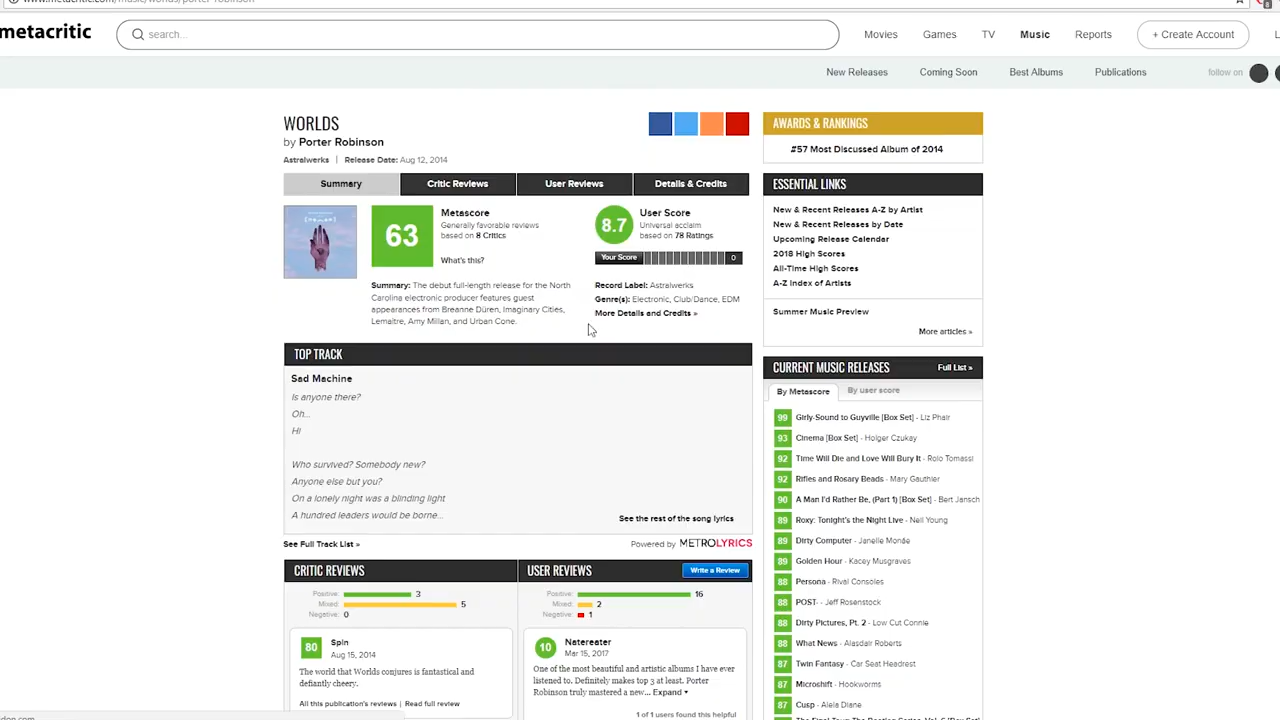 www.metacritic.com/music/worlds/porter-robinson
metacritic
search...
Movies
Games
TV
Music
Reports
+ Create Account
New Releases
Coming Soon
Best Albums
Publications
follow on
WORLDS
by Porter Robinson
Astralwerks | Release Date: Aug 12, 2014
Summary
Critic Reviews
User Reviews
Details & Credits
63
Metascore
Generally favorable reviews
based on 8 Critics
What's this?
8.7
User Score
Universal acclaim
based on 78 Ratings
Your Score
0
Summary: The debut full-length release for the North
Carolina electronic producer features guest
appearances from Breanne Düren, Imaginary Cities,
Lemaitre, Amy Millan, and Urban Cone.
Record Label: Astralwerks
Genre(s): Electronic, Club/Dance, EDM
More Details and Credits »
TOP TRACK
Sad Machine
Is anyone there?
Oh...
Hi
Who survived? Somebody new?
Anyone else but you?
On a lonely night was a blinding light
A hundred leaders would be borne...
See the rest of the song lyrics
See Full Track List »
Powered by METROLYRICS
CRITIC REVIEWS
Positive: 3
Mixed: 5
Negative: 0
80
Spin
Aug 15, 2014
The world that Worlds conjures is fantastical and
defiantly cheery.
All this publication's reviews | Read full review
USER REVIEWS
Write a Review
Positive: 16
Mixed: 2
Negative: 1
10
Natereater
Mar 15, 2017
One of the most beautiful and artistic albums I have ever
listened to. Definitely makes top 3 at least. Porter
Robinson truly mastered a new... Expand ▾
1 of 1 users found this helpful
AWARDS & RANKINGS
#57 Most Discussed Album of 2014
ESSENTIAL LINKS
New & Recent Releases A-Z by Artist
New & Recent Releases by Date
Upcoming Release Calendar
2018 High Scores
All-Time High Scores
A-Z Index of Artists
Summer Music Preview
More articles »
CURRENT MUSIC RELEASES
Full List »
By Metascore
By user score
99 Girly-Sound to Guyville [Box Set] - Liz Phair
93 Cinema [Box Set] - Holger Czukay
92 Time Will Die and Love Will Bury It - Rolo Tomassi
92 Rifles and Rosary Beads - Mary Gauthier
90 A Man I'd Rather Be, (Part 1) [Box Set] - Bert Jansch
89 Roxy: Tonight's the Night Live - Neil Young
89 Dirty Computer - Janelle Monáe
89 Golden Hour - Kacey Musgraves
88 Persona - Rival Consoles
88 POST- - Jeff Rosenstock
88 Dirty Pictures, Pt. 2 - Low Cut Connie
88 What News - Alasdair Roberts
87 Twin Fantasy - Car Seat Headrest
87 Microshift - Hookworms
87 Cusp - Alela Diane